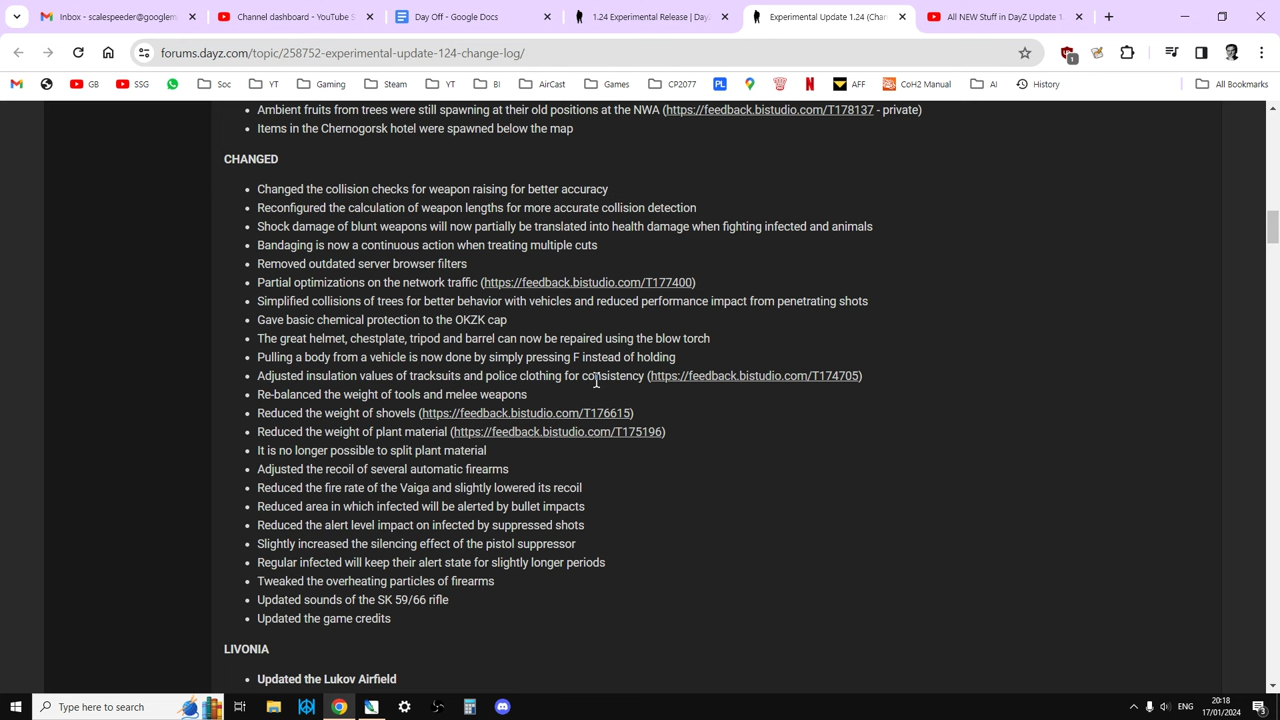 Inbox - scalespeeder@googlem
Channel dashboard - YouTube S
Day Off - Google Docs
1.24 Experimental Release | Day
Experimental Update 1.24 (Chan
All NEW Stuff in DayZ Update 1
forums.dayz.com/topic/258752-experimental-update-124-change-log/
1
GB
SSG
Soc
YT
Gaming
Steam
YT
BI
AirCast
Games
CP2077
PL
AFF
CoH2 Manual
AI
History
All Bookmarks
Ambient fruits from trees were still spawning at their old positions at the NWA (https://feedback.bistudio.com/T178137 - private)
Items in the Chernogorsk hotel were spawned below the map
CHANGED
Changed the collision checks for weapon raising for better accuracy
Reconfigured the calculation of weapon lengths for more accurate collision detection
Shock damage of blunt weapons will now partially be translated into health damage when fighting infected and animals
Bandaging is now a continuous action when treating multiple cuts
Removed outdated server browser filters
Partial optimizations on the network traffic (https://feedback.bistudio.com/T177400)
Simplified collisions of trees for better behavior with vehicles and reduced performance impact from penetrating shots
Gave basic chemical protection to the OKZK cap
The great helmet, chestplate, tripod and barrel can now be repaired using the blow torch
Pulling a body from a vehicle is now done by simply pressing F instead of holding
Adjusted insulation values of tracksuits and police clothing for consistency (https://feedback.bistudio.com/T174705)
Re-balanced the weight of tools and melee weapons
Reduced the weight of shovels (https://feedback.bistudio.com/T176615)
Reduced the weight of plant material (https://feedback.bistudio.com/T175196)
It is no longer possible to split plant material
Adjusted the recoil of several automatic firearms
Reduced the fire rate of the Vaiga and slightly lowered its recoil
Reduced area in which infected will be alerted by bullet impacts
Reduced the alert level impact on infected by suppressed shots
Slightly increased the silencing effect of the pistol suppressor
Regular infected will keep their alert state for slightly longer periods
Tweaked the overheating particles of firearms
Updated sounds of the SK 59/66 rifle
Updated the game credits
LIVONIA
Updated the Lukov Airfield
Type here to search
ENG
20:18
17/01/2024
3